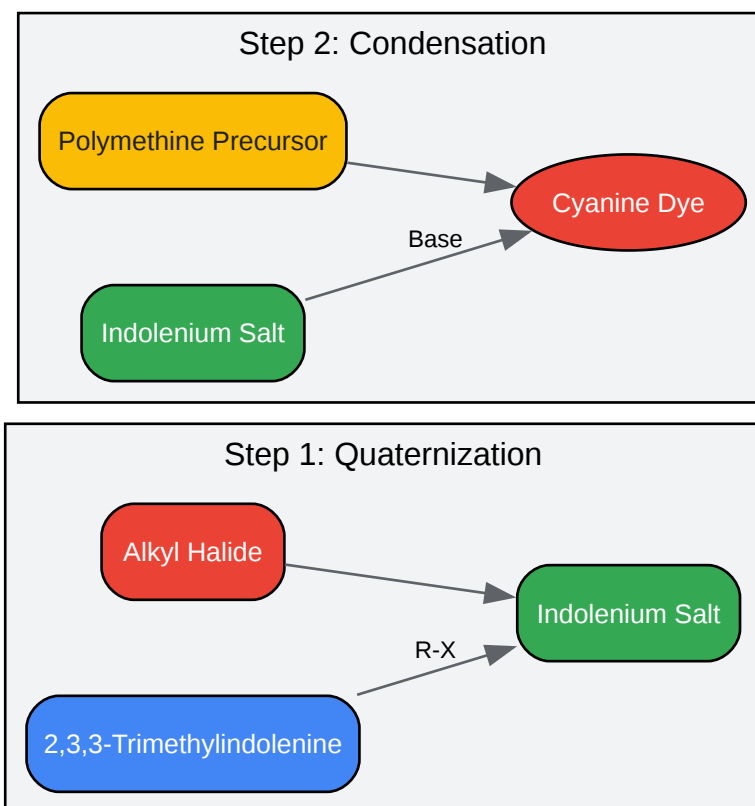 Step 2: Condensation
Polymethine Precursor
Cyanine Dye
Base
Indolenium Salt
Step 1: Quaternization
Alkyl Halide
Indolenium Salt
R-X
2,3,3-Trimethylindolenine